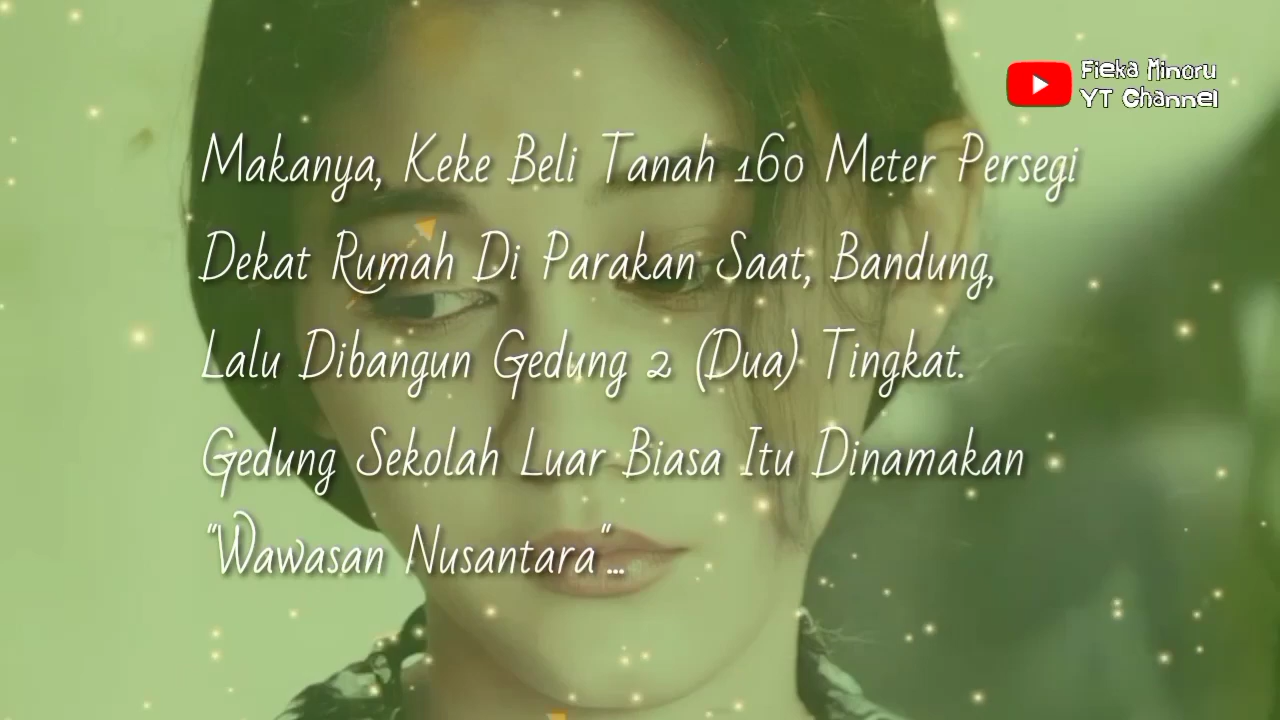 Fieka Minoru
YT Channel
Makanya, Keke Beli Tanah 160 Meter Persegi
Dekat Rumah Di Parakan Saat, Bandung,
Lalu Dibangun Gedung 2 (Dua) Tingkat.
Gedung Sekolah Luar Biasa Itu Dinamakan
"Wawasan Nusantara"...